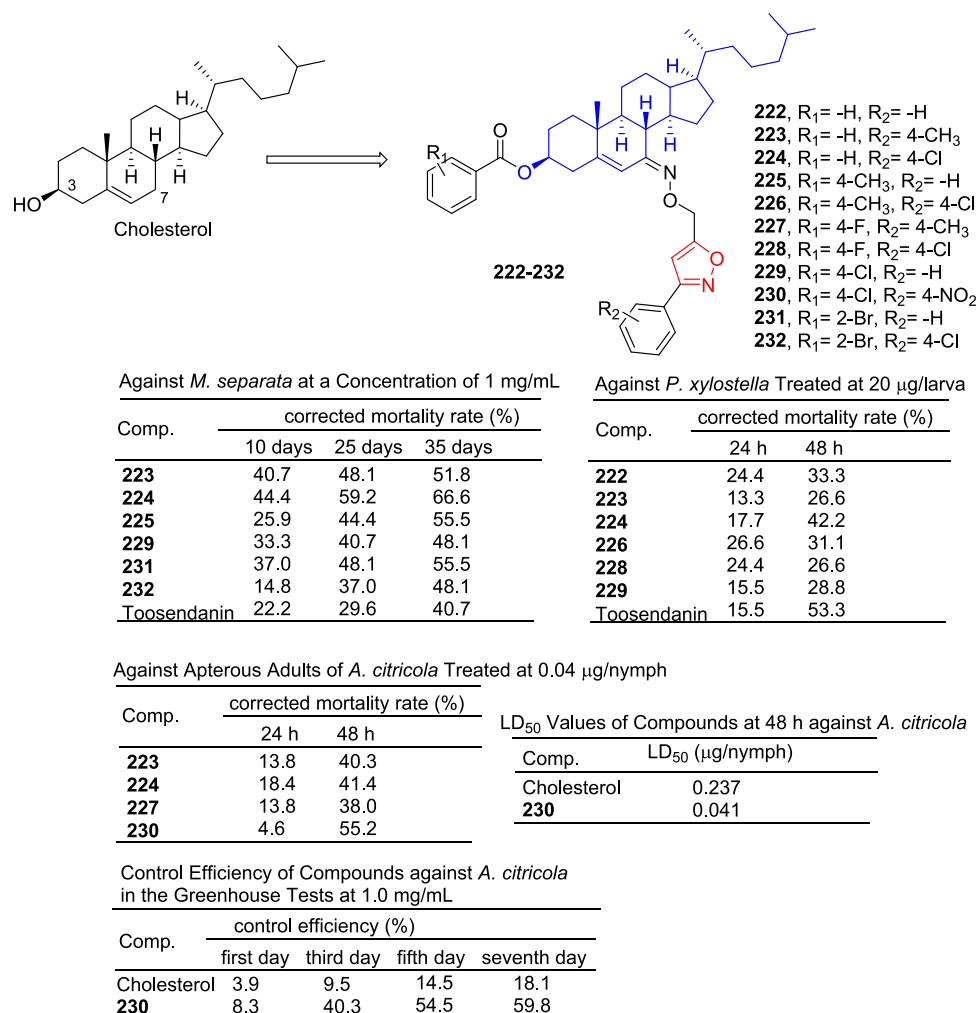 H
H
H
H
3
7
HO
Cholesterol
H
H
H
H
O
R1
O
N
O
O
N
R2
222-232
222, R1= -H, R2= -H
223, R1= -H, R2= 4-CH3
224, R1= -H, R2= 4-Cl
225, R1= 4-CH3, R2= -H
226, R1= 4-CH3, R2= 4-Cl
227, R1= 4-F, R2= 4-CH3
228, R1= 4-F, R2= 4-Cl
229, R1= 4-Cl, R2= -H
230, R1= 4-Cl, R2= 4-NO2
231, R1= 2-Br, R2= -H
232, R1= 2-Br, R2= 4-Cl
Against M. separata at a Concentration of 1 mg/mL
Comp. corrected mortality rate (%)
10 days 25 days 35 days
223 40.7 48.1 51.8
224 44.4 59.2 66.6
225 25.9 44.4 55.5
229 33.3 40.7 48.1
231 37.0 48.1 55.5
232 14.8 37.0 48.1
Toosendanin 22.2 29.6 40.7
Against P. xylostella Treated at 20 μg/larva
Comp. corrected mortality rate (%)
24 h 48 h
222 24.4 33.3
223 13.3 26.6
224 17.7 42.2
226 26.6 31.1
228 24.4 26.6
229 15.5 28.8
Toosendanin 15.5 53.3
Against Apterous Adults of A. citricola Treated at 0.04 μg/nymph
Comp. corrected mortality rate (%)
24 h 48 h
223 13.8 40.3
224 18.4 41.4
227 13.8 38.0
230 4.6 55.2
LD50 Values of Compounds at 48 h against A. citricola
Comp. LD50 (μg/nymph)
Cholesterol 0.237
230 0.041
Control Efficiency of Compounds against A. citricola
in the Greenhouse Tests at 1.0 mg/mL
Comp. control efficiency (%)
first day third day fifth day seventh day
Cholesterol 3.9 9.5 14.5 18.1
230 8.3 40.3 54.5 59.8